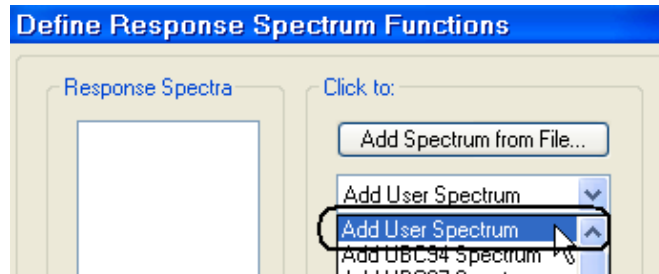 Define Response Spectrum Functions
Response Spectra
Click to:
Add Spectrum from File...
Add User Spectrum
Add User Spectrum
Add UBC94 Spectrum